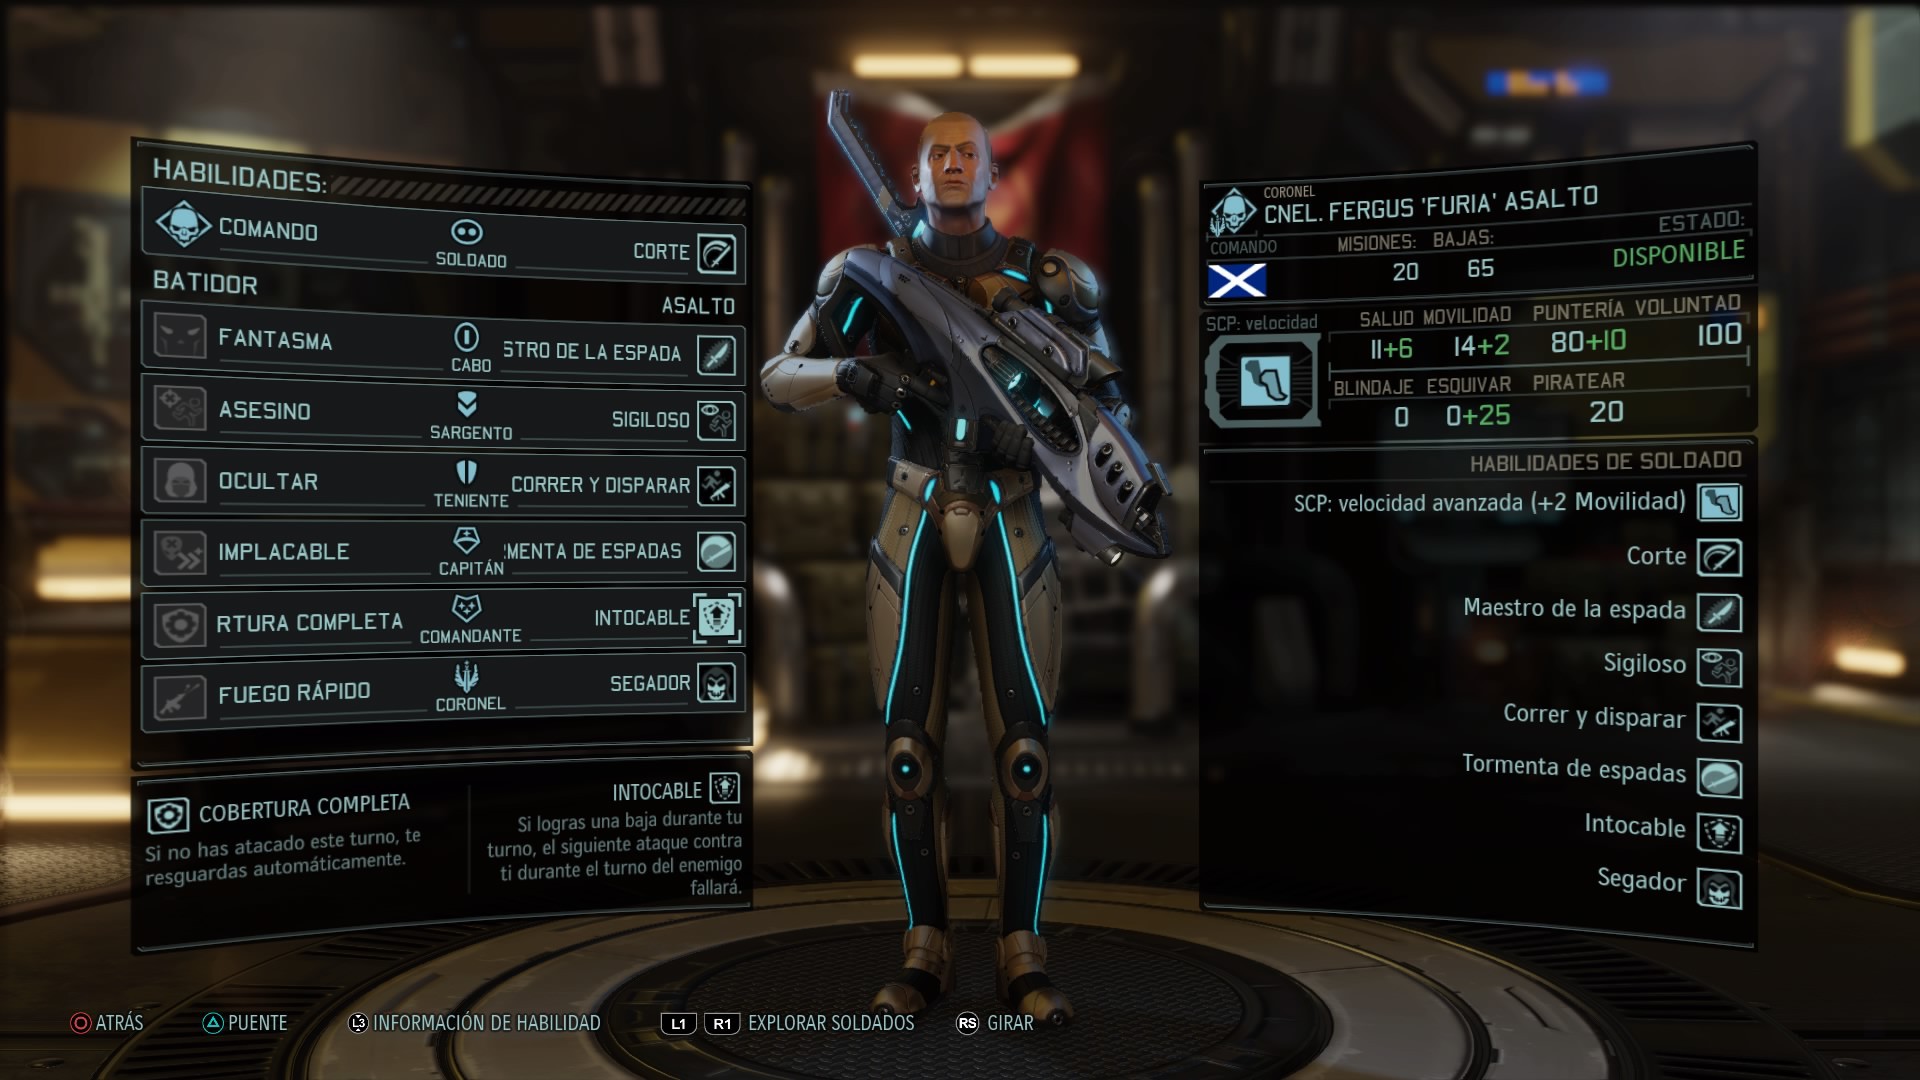 HABILIDADES:
COMANDO
SOLDADO
CORTE
BATIDOR
ASALTO
FANTASMA
CABO
STRO DE LA ESPADA
ASESINO
SARGENTO
SIGILOSO
OCULTAR
TENIENTE
CORRER Y DISPARAR
IMPLACABLE
CAPITÁN
MENTA DE ESPADAS
RTURA COMPLETA
COMANDANTE
INTOCABLE
FUEGO RÁPIDO
CORONEL
SEGADOR
COBERTURA COMPLETA
Si no has atacado este turno, te
resguardas automáticamente.
INTOCABLE
Si logras una baja durante tu
turno, el siguiente ataque contra
ti durante el turno del enemigo
fallará.
CORONEL
CNEL. FERGUS 'FURIA' ASALTO
COMANDO
MISIONES: BAJAS:
20 65
ESTADO:
DISPONIBLE
SCP: velocidad
SALUD MOVILIDAD PUNTERÍA VOLUNTAD
11+6 14+2 80+10 100
BLINDAJE ESQUIVAR PIRATEAR
0 0+25 20
HABILIDADES DE SOLDADO
SCP: velocidad avanzada (+2 Movilidad)
Corte
Maestro de la espada
Sigiloso
Correr y disparar
Tormenta de espadas
Intocable
Segador
ATRÁS
PUENTE
L3 INFORMACIÓN DE HABILIDAD
L1 R1 EXPLORAR SOLDADOS
RS GIRAR